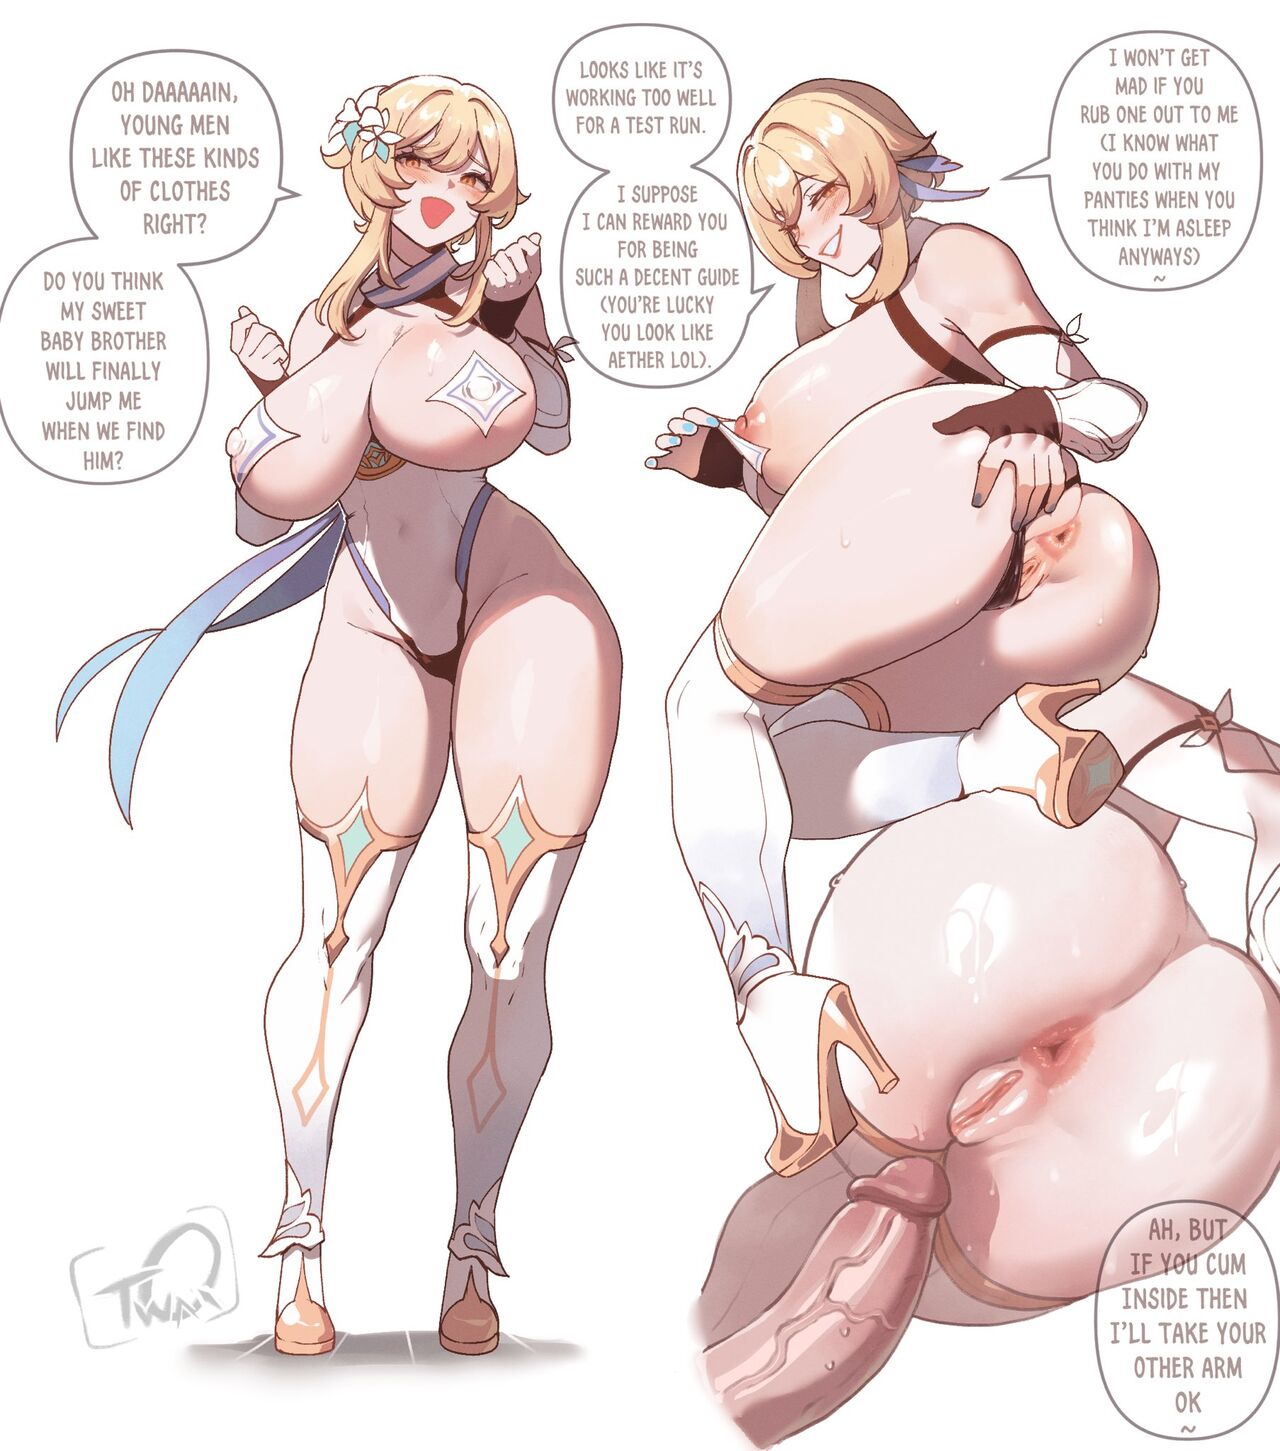 OH DAAAAAIN,
YOUNG MEN
LIKE THESE KINDS
OF CLOTHES
RIGHT?
DO YOU THINK
MY SWEET
BABY BROTHER
WILL FINALLY
JUMP ME
WHEN WE FIND
HIM?
LOOKS LIKE IT'S
WORKING TOO WELL
FOR A TEST RUN.
I SUPPOSE
I CAN REWARD YOU
FOR BEING
SUCH A DECENT GUIDE
(YOU'RE LUCKY
YOU LOOK LIKE
AETHER LOL).
I WON'T GET
MAD IF YOU
RUB ONE OUT TO ME
(I KNOW WHAT
YOU DO WITH MY
PANTIES WHEN YOU
THINK I'M ASLEEP
ANYWAYS)
~
AH, BUT
IF YOU CUM
INSIDE THEN
I'LL TAKE YOUR
OTHER ARM
OK
~